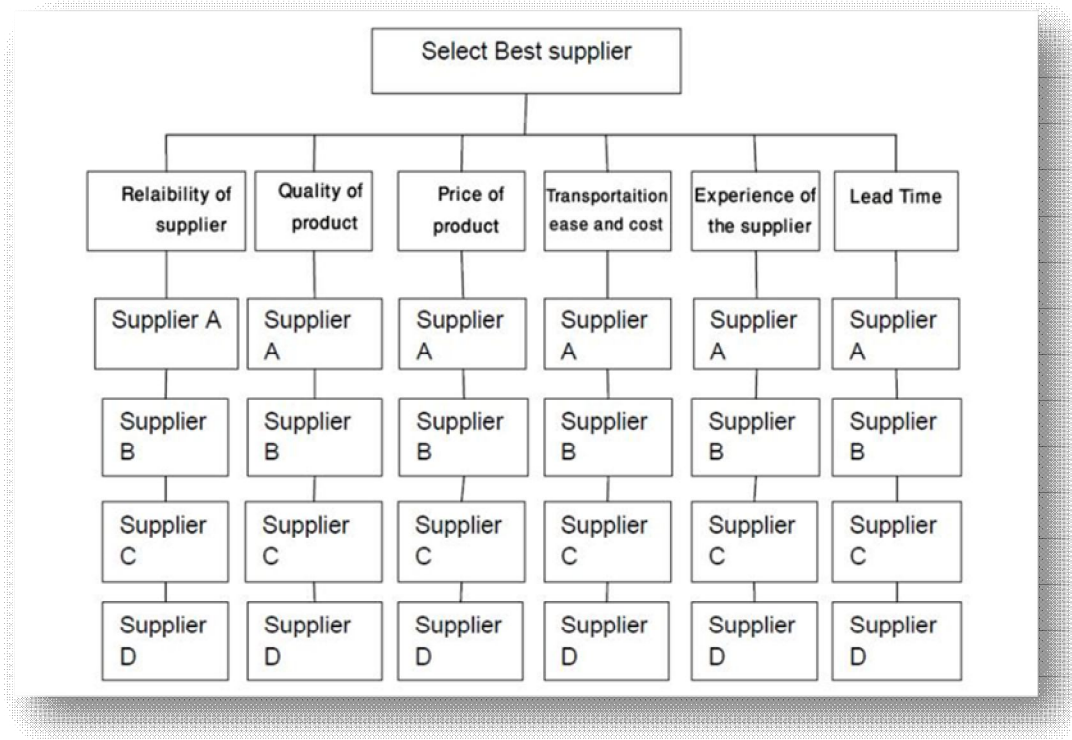 Select Best supplier
Relaibility of
supplier
Quality of
product
Price of
product
Transportaition
ease and cost
Experience of
the supplier
Lead Time
Supplier A
Supplier
A
Supplier
A
Supplier
A
Supplier
A
Supplier
A
Supplier
B
Supplier
B
Supplier
B
Supplier
B
Supplier
B
Supplier
B
Supplier
C
Supplier
C
Supplier
C
Supplier
C
Supplier
C
Supplier
C
Supplier
D
Supplier
D
Supplier
D
Supplier
D
Supplier
D
Supplier
D